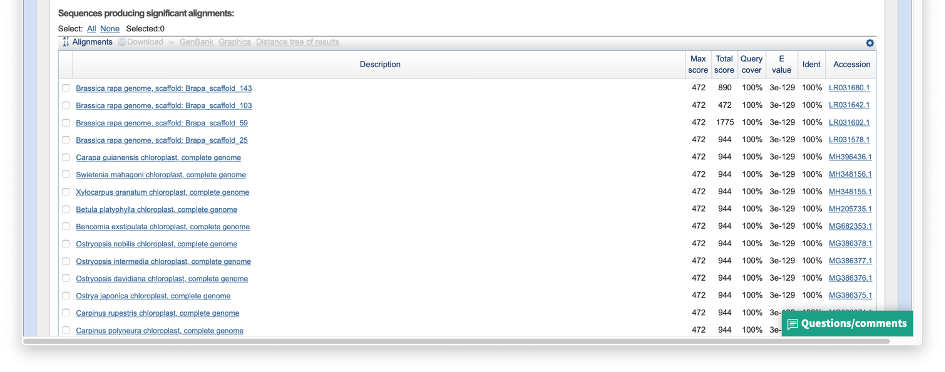 Sequences producing significant alignments:
Select: All None Selected:0
Alignments Download GenBank Graphics Distance tree of results
Description Max score Total score Query cover E value Ident Accession
Brassica rapa genome, scaffold: Brapa_scaffold_143 472 890 100% 3e-129 100% LR031680.1
Brassica rapa genome, scaffold: Brapa_scaffold_103 472 472 100% 3e-129 100% LR031642.1
Brassica rapa genome, scaffold: Brapa_scaffold_59 472 1775 100% 3e-129 100% LR031602.1
Brassica rapa genome, scaffold: Brapa_scaffold_25 472 944 100% 3e-129 100% LR031578.1
Carapa guianensis chloroplast, complete genome 472 944 100% 3e-129 100% MH396436.1
Swietenia mahagoni chloroplast, complete genome 472 944 100% 3e-129 100% MH348156.1
Xylocarpus granatum chloroplast, complete genome 472 944 100% 3e-129 100% MH348155.1
Betula platyphylla chloroplast, complete genome 472 944 100% 3e-129 100% MH205735.1
Bencomia exstipulata chloroplast, complete genome 472 944 100% 3e-129 100% MG682353.1
Ostryopsis nobilis chloroplast, complete genome 472 944 100% 3e-129 100% MG386378.1
Ostryopsis intermedia chloroplast, complete genome 472 944 100% 3e-129 100% MG386377.1
Ostryopsis davidiana chloroplast, complete genome 472 944 100% 3e-129 100% MG386376.1
Ostrya japonica chloroplast, complete genome 472 944 100% 3e-129 100% MG386375.1
Carpinus rupestris chloroplast, complete genome 472 944 100%
Carpinus polyneura chloroplast, complete genome 472 944 100%
Questions/comments